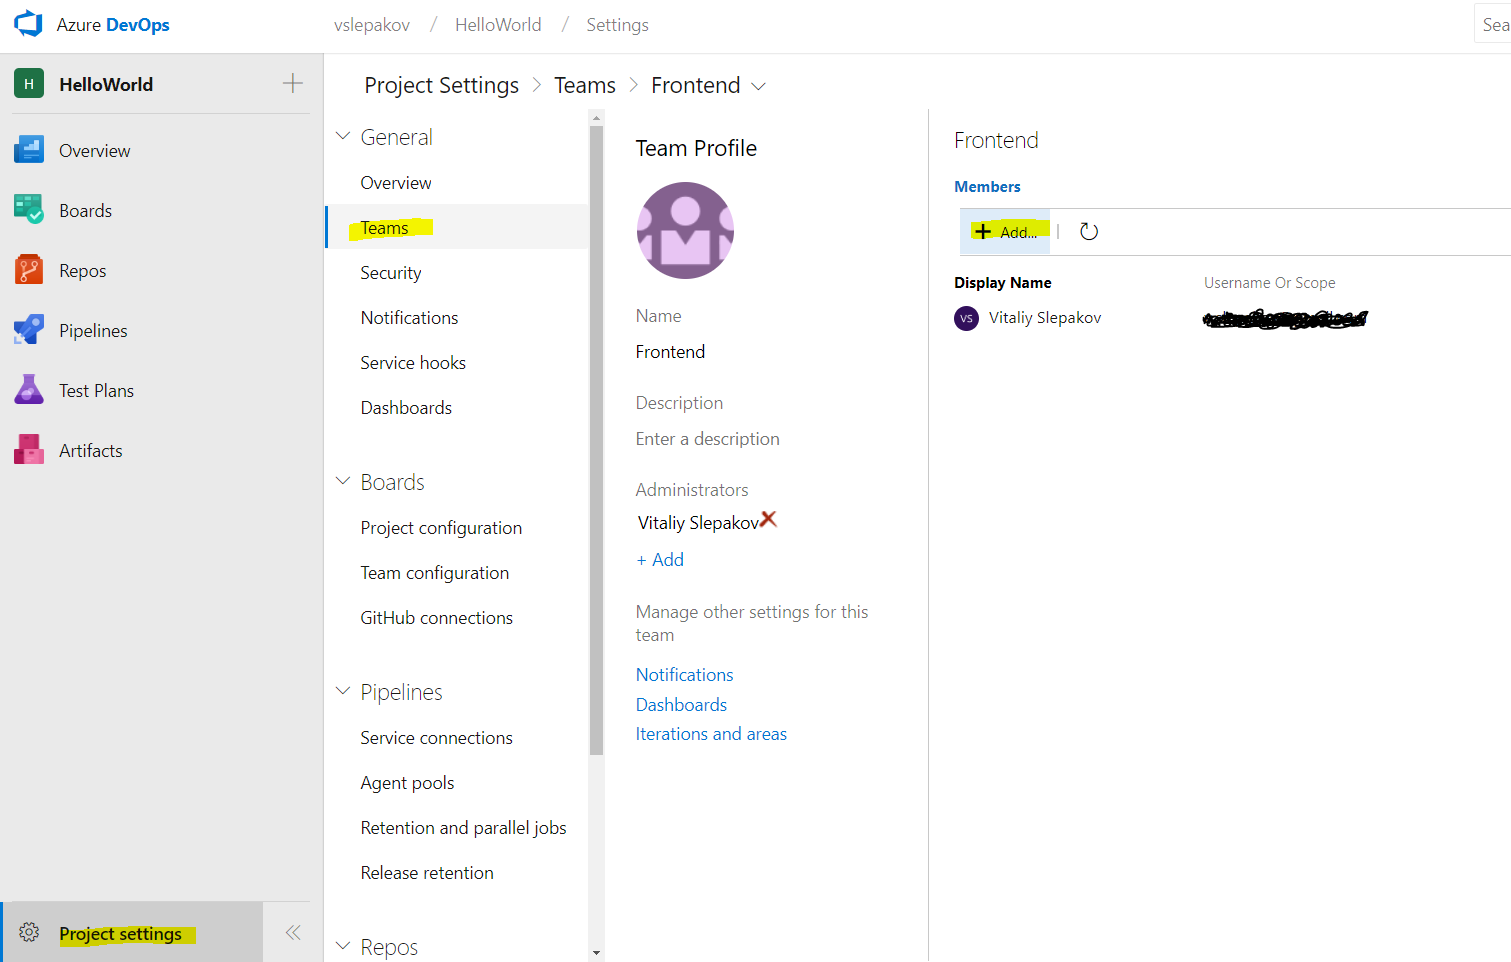 Azure DevOps
vslepakov / HelloWorld / Settings
Sea
H HelloWorld
Overview
Boards
Repos
Pipelines
Test Plans
Artifacts
Project settings
Project Settings > Teams > Frontend
General
Overview
Teams
Security
Notifications
Service hooks
Dashboards
Boards
Project configuration
Team configuration
GitHub connections
Pipelines
Service connections
Agent pools
Retention and parallel jobs
Release retention
Repos
Team Profile
Name
Frontend
Description
Enter a description
Administrators
Vitaliy Slepakov
+ Add
Manage other settings for this
team
Notifications
Dashboards
Iterations and areas
Frontend
Members
+ Add...
Display Name Username Or Scope
VS Vitaliy Slepakov